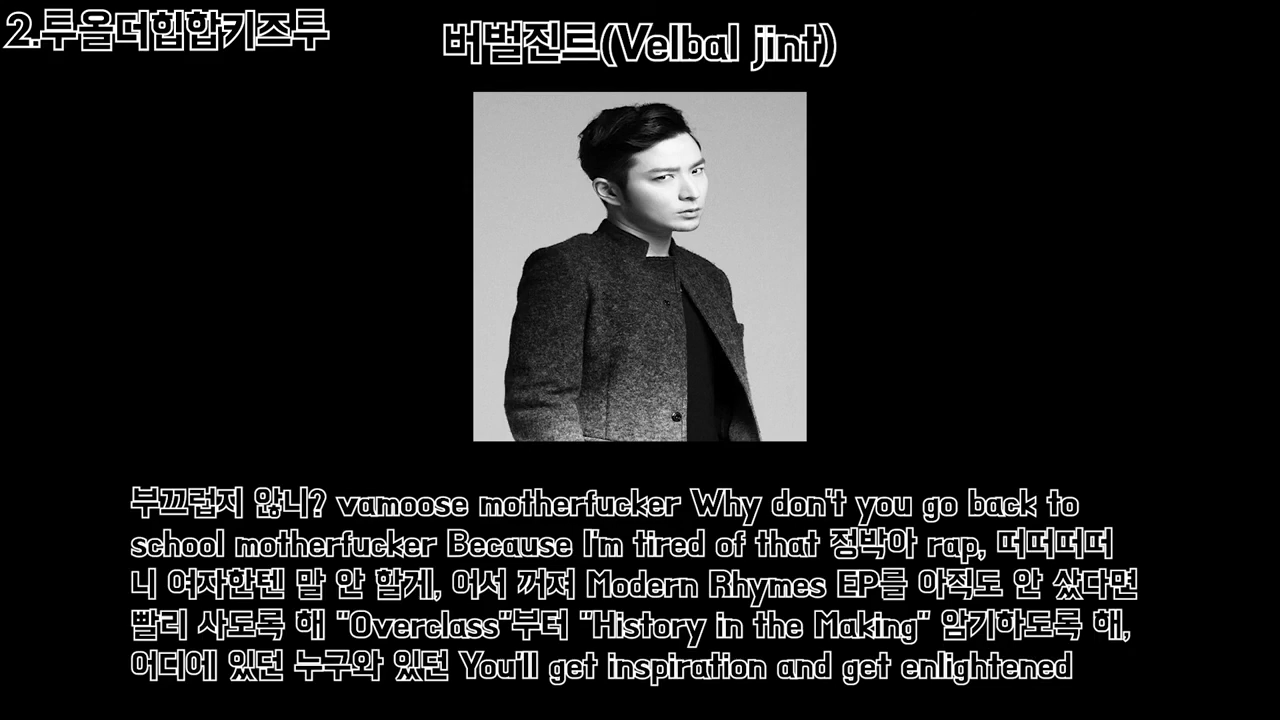 2.투올더힙합키즈투
버벌진트(Velbal jint)
부끄럽지 않니? vamoose motherfucker Why don't you go back to
school motherfucker Because I'm tired of that 정박아 rap, 떠떠떠떠
니 여자한텐 말 안 할게, 어서 꺼져 Modern Rhymes EP를 아직도 안 샀다면
빨리 사도록 해 "Overclass"부터 "History in the Making" 암기하도록 해,
어디에 있던 누구와 있던 You'll get inspiration and get enlightened